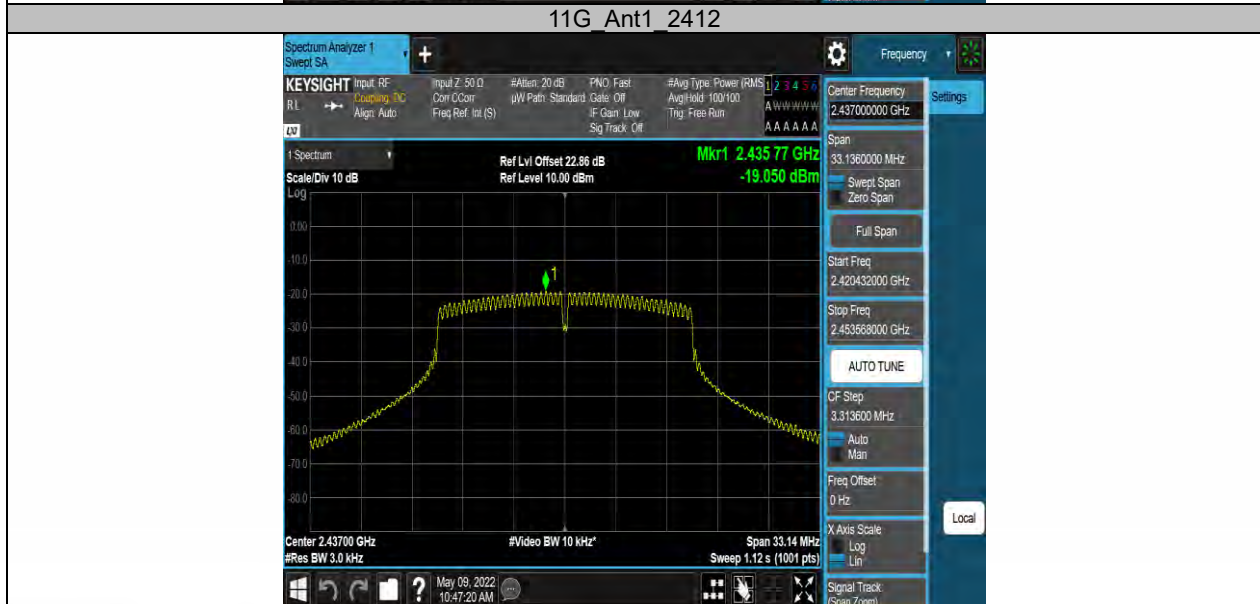 11G_Ant1_2412
Spectrum Analyzer 1
Swept SA
+
Frequency
KEYSIGHT
RL
LXI
Input: RF
Coupling: DC
Align: Auto
Input Z: 50 Ω
Corr CCorr
Freq Ref: Int (S)
#Atten: 20 dB
µW Path: Standard
PNO: Fast
Gate: Off
IF Gain: Low
Sig Track: Off
#Avg Type: Power (RMS
Avg|Hold: 100/100
Trig: Free Run
1 2 3 4 5 6
A W W W W W
A A A A A A
Center Frequency
2.437000000 GHz
Settings
Span
33.1360000 MHz
Swept Span
Zero Span
Full Span
Start Freq
2.420432000 GHz
Stop Freq
2.453568000 GHz
AUTO TUNE
CF Step
3.313600 MHz
Auto
Man
Freq Offset
0 Hz
X Axis Scale
Log
Lin
Signal Track
(Span Zoom)
Local
1 Spectrum
Scale/Div 10 dB
Log
Ref Lvl Offset 22.86 dB
Ref Level 10.00 dBm
Mkr1 2.435 77 GHz
-19.050 dBm
0.00
-10.0
-20.0
-30.0
-40.0
-50.0
-60.0
-70.0
-80.0
1
Center 2.43700 GHz
#Res BW 3.0 kHz
#Video BW 10 kHz*
Span 33.14 MHz
Sweep 1.12 s (1001 pts)
?
May 09, 2022
10:47:20 AM